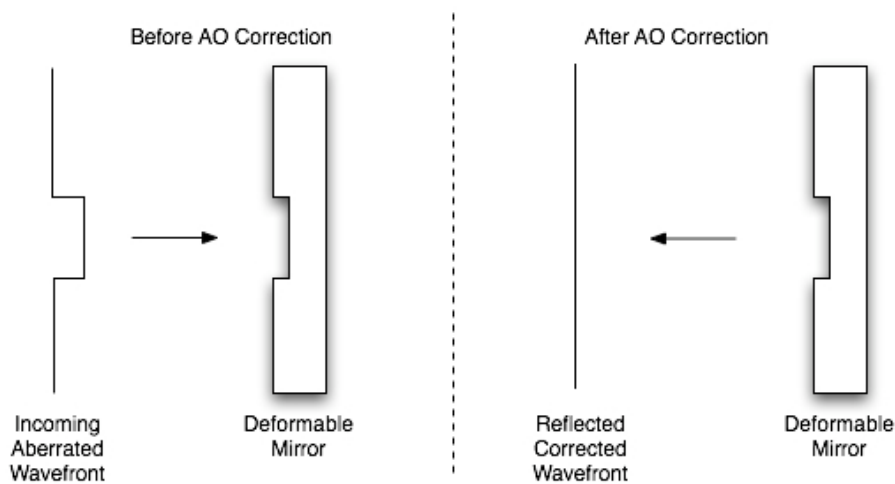 Before AO Correction
After AO Correction
Incoming
Aberrated
Wavefront
Deformable
Mirror
Reflected
Corrected
Wavefront
Deformable
Mirror